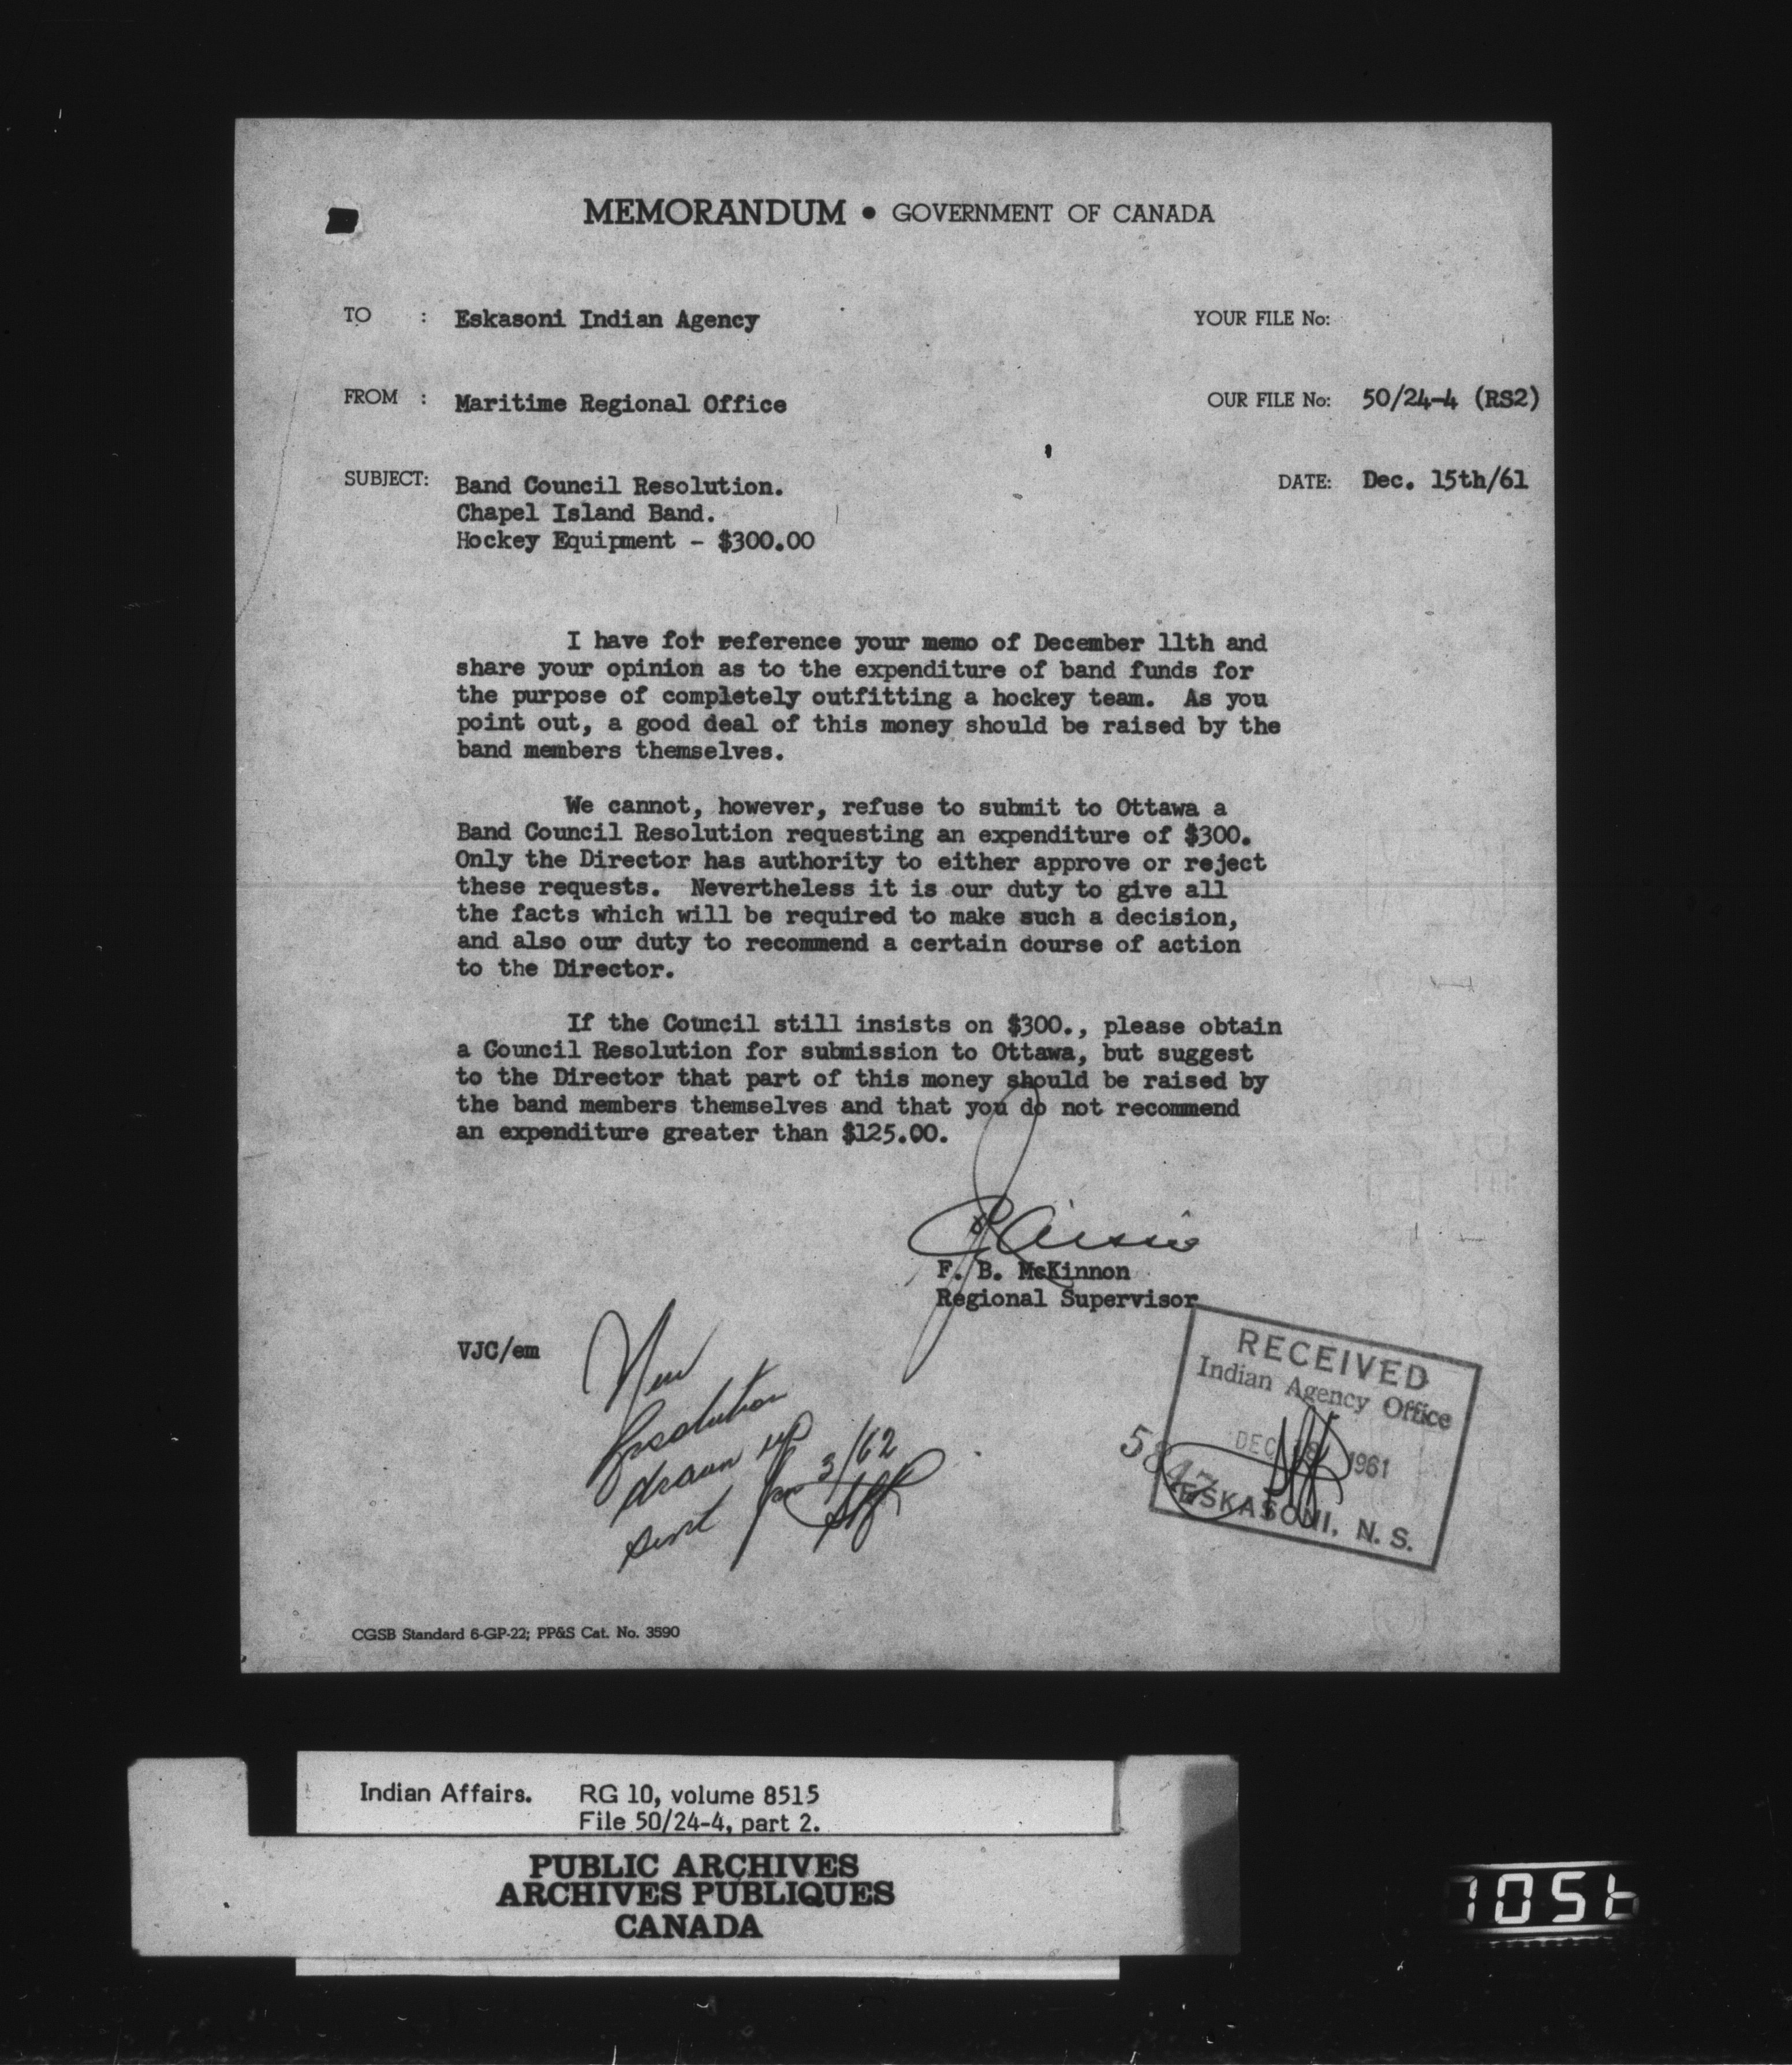 MEMORANDUM • GOVERNMENT OF CANADA
TO : Eskasoni Indian Agency
YOUR FILE No:
FROM : Maritime Regional Office
OUR FILE No: 50/24-4 (RS2)
SUBJECT: Band Council Resolution.
Chapel Island Band.
Hockey Equipment - $300.00
DATE: Dec. 15th/61
I have for reference your memo of December 11th and
share your opinion as to the expenditure of band funds for
the purpose of completely outfitting a hockey team. As you
point out, a good deal of this money should be raised by the
band members themselves.
We cannot, however, refuse to submit to Ottawa a
Band Council Resolution requesting an expenditure of $300.
Only the Director has authority to either approve or reject
these requests. Nevertheless it is our duty to give all
the facts which will be required to make such a decision,
and also our duty to recommend a certain course of action
to the Director.
If the Council still insists on $300., please obtain
a Council Resolution for submission to Ottawa, but suggest
to the Director that part of this money should be raised by
the band members themselves and that you do not recommend
an expenditure greater than $125.00.
F. B. McKinnon
Regional Supervisor
VJC/em
New
Resolution
drawn up
sent Jan 3/62
RECEIVED
Indian Agency Office
DEC 18 1961
5847
ESKASONI, N. S.
CGSB Standard 6-GP-22; PP&S Cat. No. 3590
Indian Affairs. RG 10, volume 8515
File 50/24-4, part 2.
PUBLIC ARCHIVES
ARCHIVES PUBLIQUES
CANADA